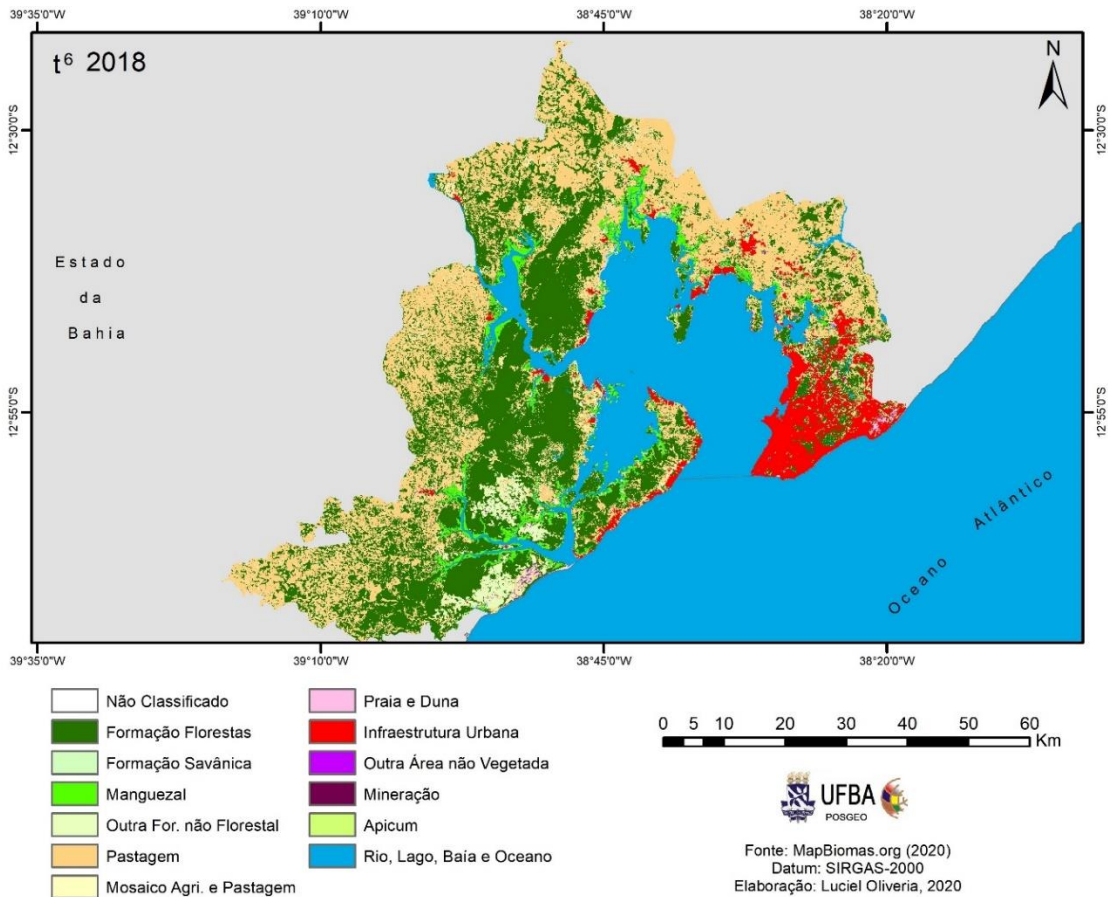 39°35'0"W 39°10'0"W 38°45'0"W 38°20'0"W
t⁶ 2018
N
12°30'0"S 12°30'0"S
Estado
da
Bahia
12°55'0"S 12°55'0"S
Oceano Atlântico
39°35'0"W 39°10'0"W 38°45'0"W 38°20'0"W
Não Classificado
Formação Florestas
Formação Savânica
Manguezal
Outra For. não Florestal
Pastagem
Mosaico Agri. e Pastagem
Praia e Duna
Infraestrutura Urbana
Outra Área não Vegetada
Mineração
Apicum
Rio, Lago, Baía e Oceano
0 5 10 20 30 40 50 60
Km
UFBA
POSGEO
Fonte: MapBiomas.org (2020)
Datum: SIRGAS-2000
Elaboração: Luciel Oliveria, 2020